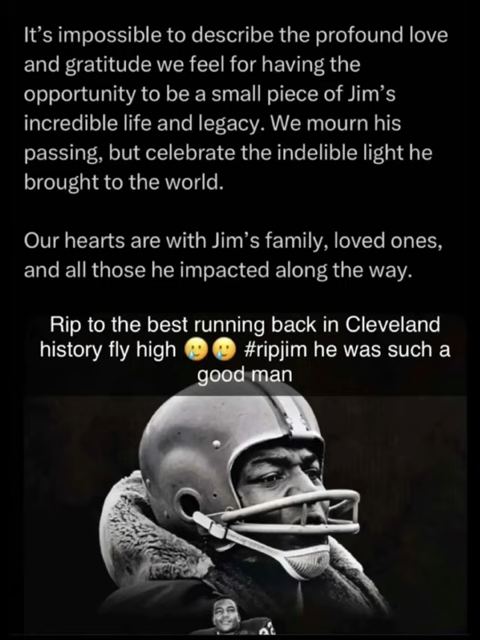 It’s impossible to describe the profound love
and gratitude we feel for having the
opportunity to be a small piece of Jim’s
incredible life and legacy. We mourn his
passing, but celebrate the indelible light he
brought to the world.
Our hearts are with Jim’s family, loved ones,
and all those he impacted along the way.
Rip to the best running back in Cleveland
history fly high 🥲🥲 #ripjim he was such a
good man